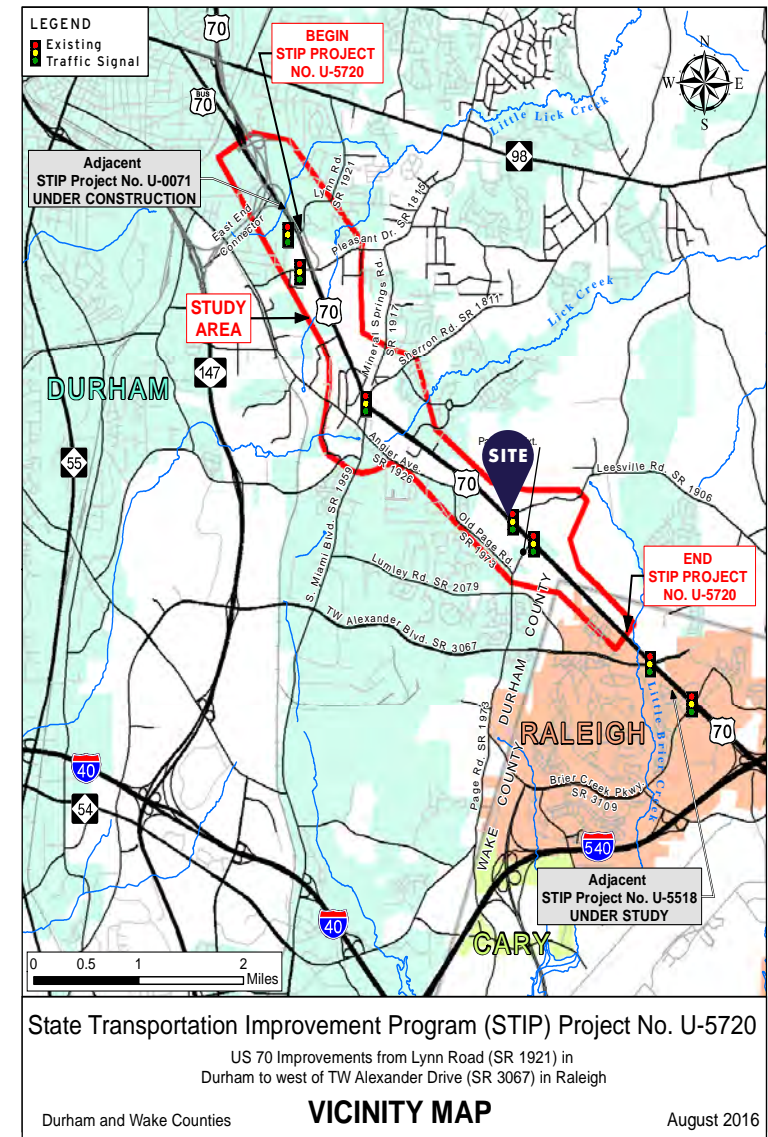 LEGEND
Existing
Traffic Signal
70
BEGIN
STIP PROJECT
NO. U-5720
N
W E
S
BUS
70
Little Lick Creek
98
Adjacent
STIP Project No. U-0071
UNDER CONSTRUCTION
Lynn Rd.
SR 1921
East End
Connector
Pleasant Dr. SR 1815
STUDY
AREA
70
Mineral Springs Rd.
SR 1917
Sherron Rd. SR 1811
Lick Creek
DURHAM
147
55
Angier Ave.
SR 1926
SITE
70
Leesville Rd. SR 1906
S. Miami Blvd. SR 1959
Old Page Rd
SR 1973
Lumley Rd. SR 2079
TW Alexander Blvd. SR 3067
END
STIP PROJECT
NO. U-5720
DURHAM COUNTY
WAKE COUNTY
Page Rd. SR 1973
RALEIGH
Little Brier Creek
70
40
54
Brier Creek Pkwy.
SR 3109
540
Adjacent
STIP Project No. U-5518
UNDER STUDY
40
CARY
0 0.5 1 2
Miles
State Transportation Improvement Program (STIP) Project No. U-5720
US 70 Improvements from Lynn Road (SR 1921) in
Durham to west of TW Alexander Drive (SR 3067) in Raleigh
Durham and Wake Counties VICINITY MAP August 2016